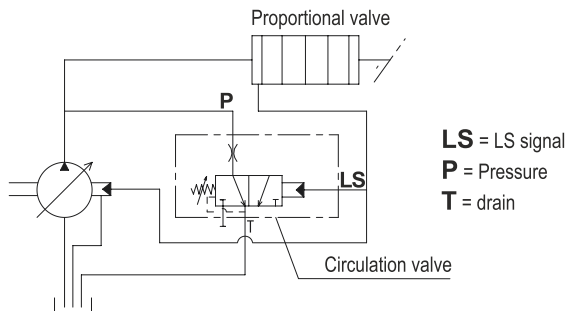 Proportional valve
P
LS
T
Circulation valve
LS = LS signal
P = Pressure
T = drain